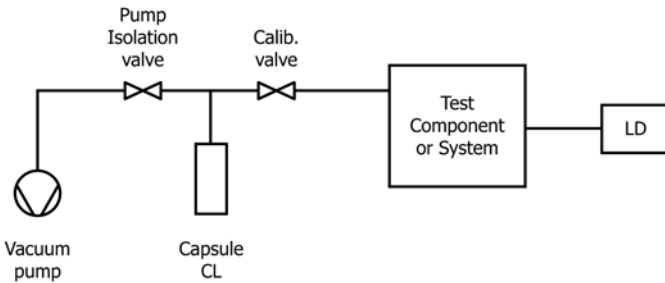 Pump
Isolation
valve
Calib.
valve
Test
Component
or System
LD
Vacuum
pump
Capsule
CL